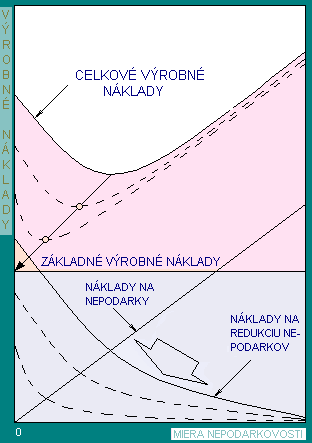 VÝROBNÉ NÁKLADY
CELKOVÉ VÝROBNÉ
NÁKLADY
ZÁKLADNÉ VÝROBNÉ NÁKLADY
NÁKLADY NA
NEPODARKY
NÁKLADY NA
REDUKCIU NE-
PODARKOV
0
MIERA NEPODARKOVOSTI